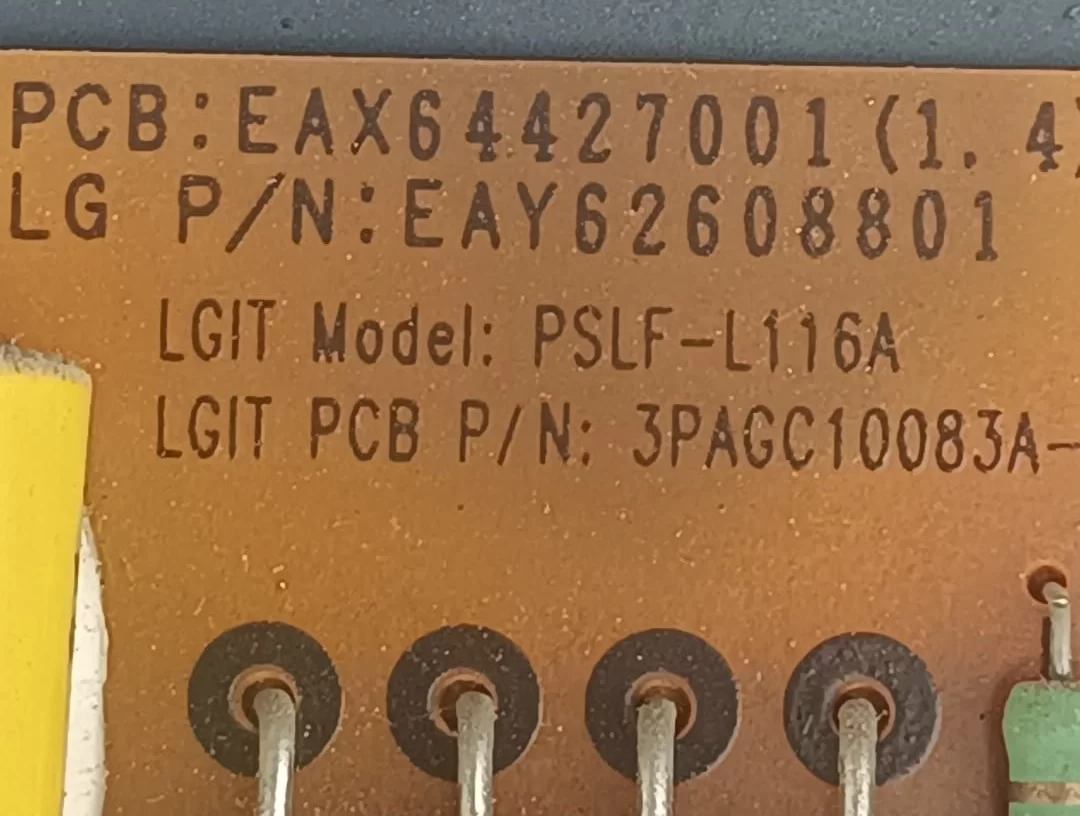 PCB:EAX64427001(1.4)
LG P/N:EAY62608801
LGIT Model: PSLF-L116A
LGIT PCB P/N: 3PAGC10083A-